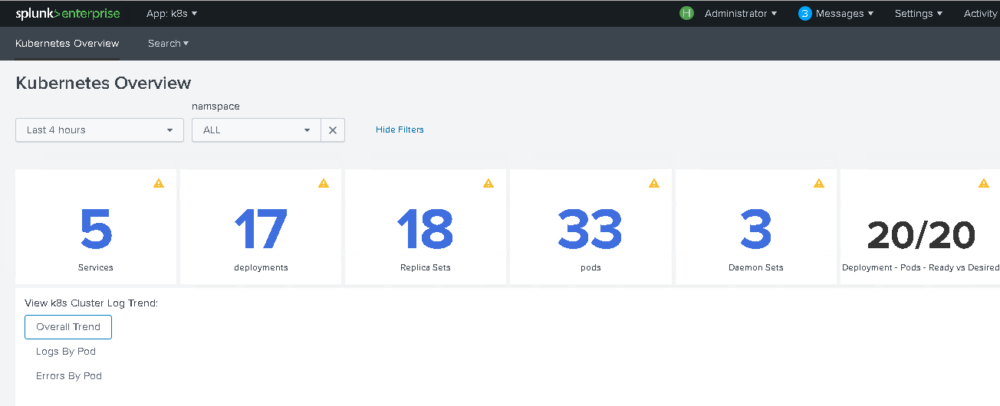 splunk>enterprise App: k8s H Administrator 3 Messages Settings Activity
Kubernetes Overview Search
Kubernetes Overview
namspace
Last 4 hours ALL Hide Filters
5 17 18 33 3 20/20
Services deployments Replica Sets pods Daemon Sets Deployment - Pods - Ready vs Desired
View k8s Cluster Log Trend:
Overall Trend
Logs By Pod
Errors By Pod